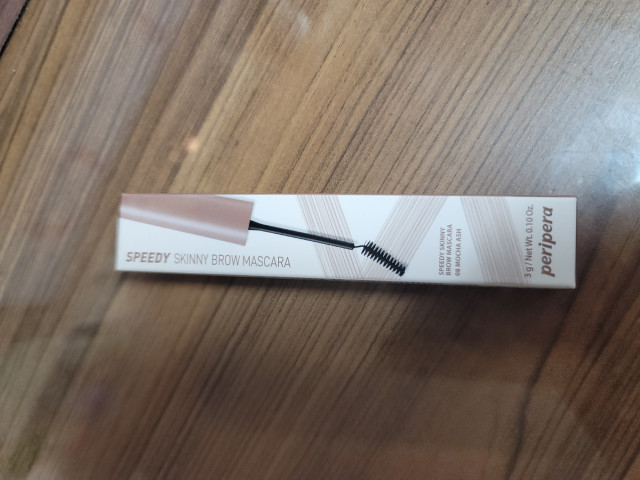 SPEEDY SKINNY BROW MASCARA
SPEEDY SKINNY
BROW MASCARA
08 MOCHA ASH
3 g / Net Wt. 0.10 Oz.
peripera